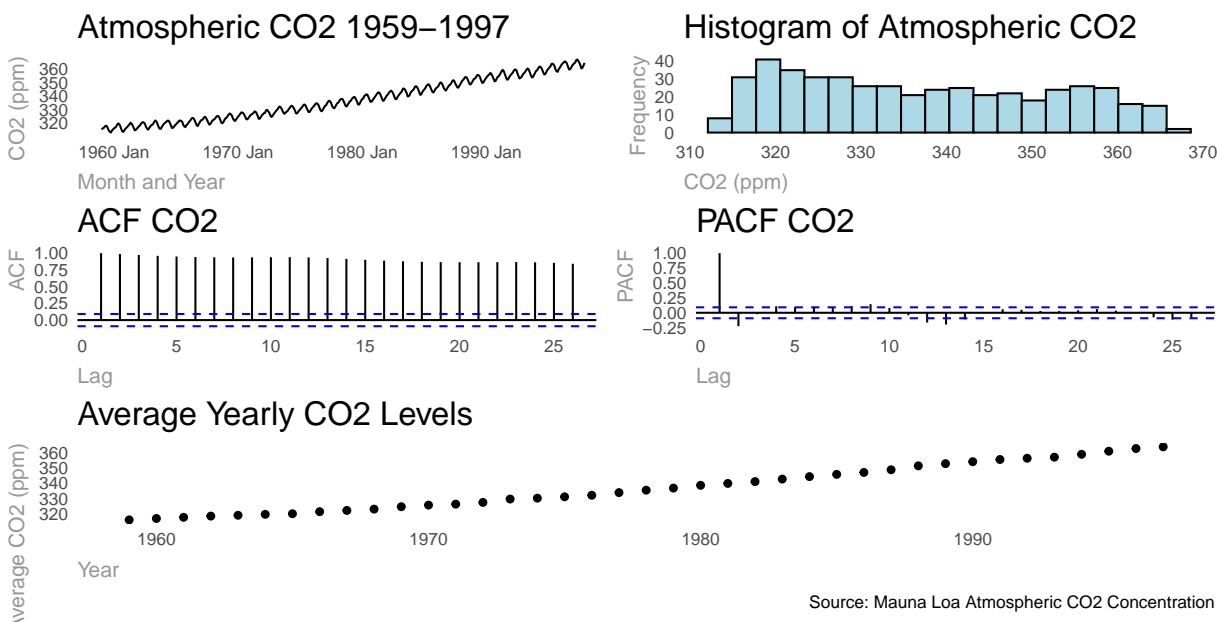 Atmospheric CO2 1959–1997
CO2 (ppm)
360
350
340
330
320
1960 Jan 1970 Jan 1980 Jan 1990 Jan
Month and Year
Histogram of Atmospheric CO2
Frequency
40
30
20
10
0
310 320 330 340 350 360 370
CO2 (ppm)
ACF CO2
ACF
1.00
0.75
0.50
0.25
0.00
0 5 10 15 20 25
Lag
PACF CO2
PACF
1.00
0.75
0.50
0.25
0.00
−0.25
0 5 10 15 20 25
Lag
Average Yearly CO2 Levels
verage CO2 (ppm)
360
350
340
330
320
1960 1970 1980 1990
Year
Source: Mauna Loa Atmospheric CO2 Concentration